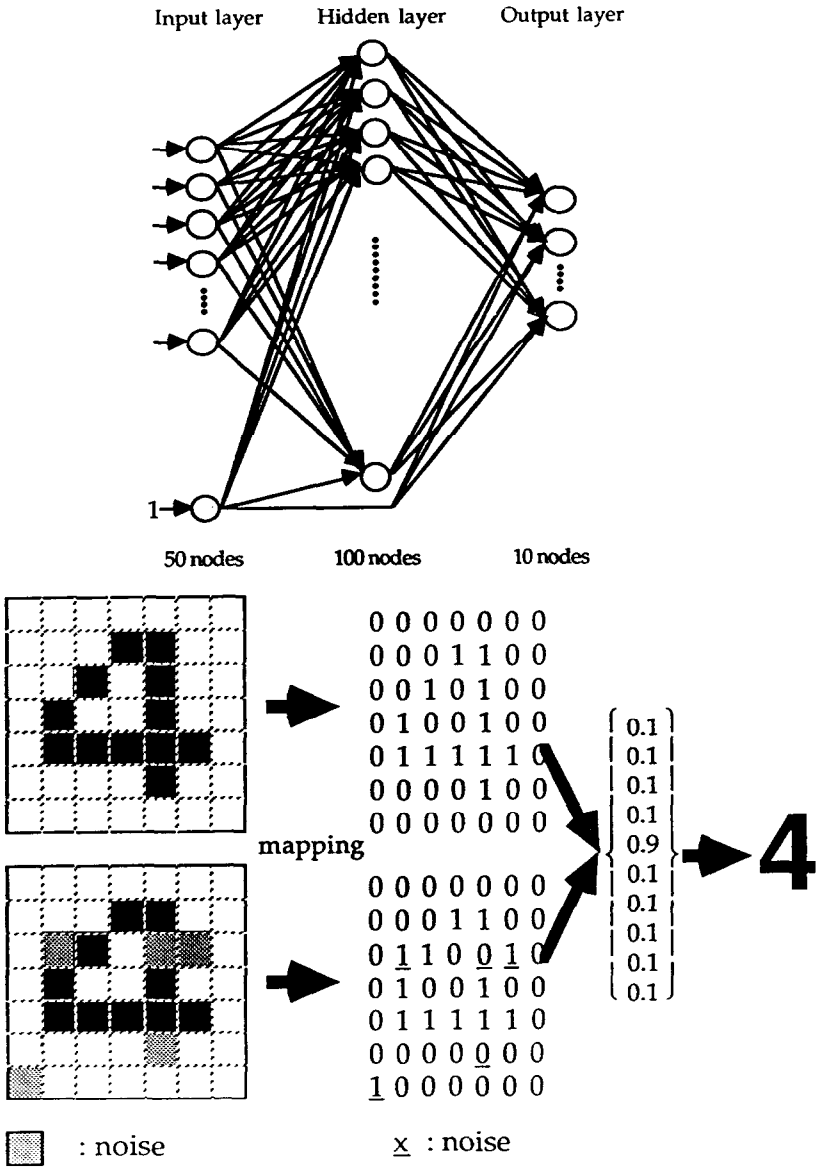 Input layer Hidden layer Output layer
1
50 nodes 100 nodes 10 nodes
0 0 0 0 0 0 0
0 0 0 1 1 0 0
0 0 1 0 1 0 0
0 1 0 0 1 0 0
0 1 1 1 1 1 0
0 0 0 0 1 0 0
0 0 0 0 0 0 0
mapping
0 0 0 0 0 0 0
0 0 0 1 1 0 0
0 1 1 0 0 1 0
0 1 0 0 1 0 0
0 1 1 1 1 1 0
0 0 0 0 0 0 0
1 0 0 0 0 0 0
0.1
0.1
0.1
0.1
0.9
0.1
0.1
0.1
0.1
0.1
4
: noise
x : noise